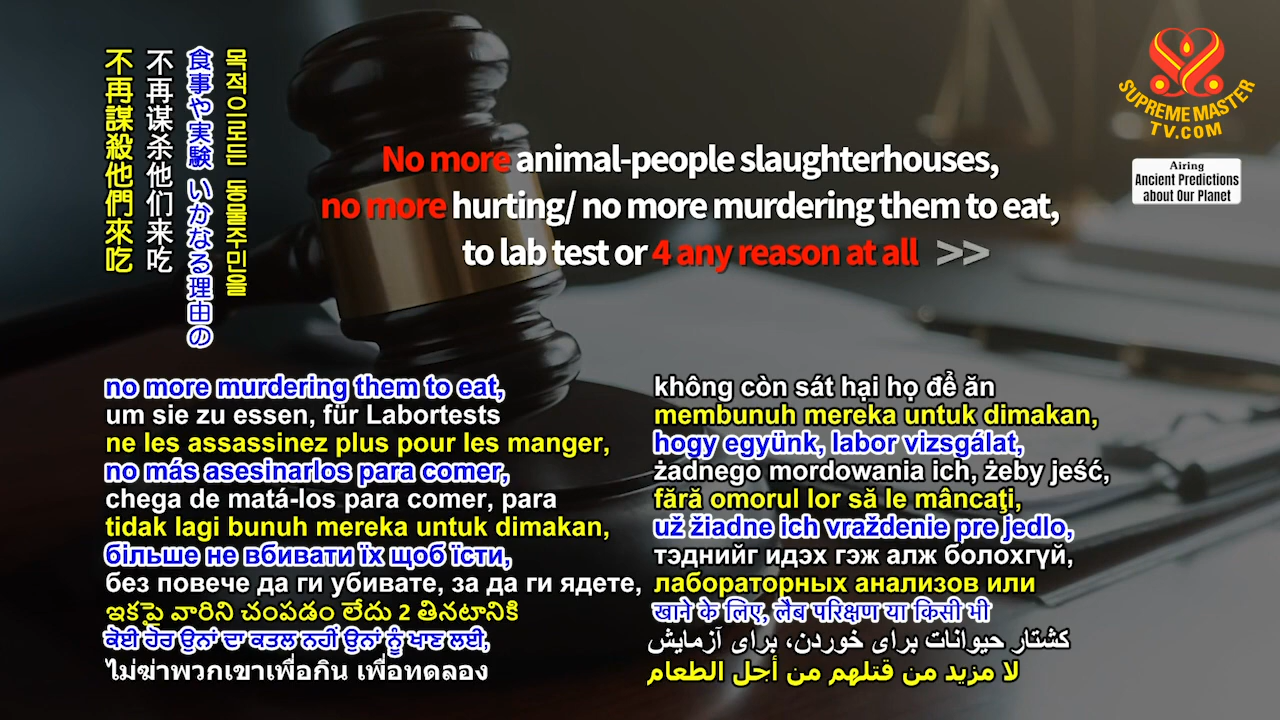 不再謀殺他們來吃
不再谋杀他们来吃
食事や実験 いかなる理由の
목적으로든 동물주민을
SUPREME MASTER
TV.COM
Airing
Ancient Predictions
about Our Planet
No more animal-people slaughterhouses,
no more hurting/ no more murdering them to eat,
to lab test or 4 any reason at all >>
no more murdering them to eat,
um sie zu essen, für Labortests
ne les assassinez plus pour les manger,
no más asesinarlos para comer,
chega de matá-los para comer, para
tidak lagi bunuh mereka untuk dimakan,
більше не вбивати їх щоб їсти,
без повече да ги убивате, за да ги ядете,
ఇకపై వారిని చంపడం లేదు 2 తినటానికి
ਕੋਈ ਹੋਰ ਉਨਾਂ ਦਾ ਕਤਲ ਨਹੀਂ ਉਨਾਂ ਨੂੰ ਖਾਣ ਲਈ,
ไม่ฆ่าพวกเขาเพื่อกิน เพื่อทดลอง
không còn sát hại họ để ăn
membunuh mereka untuk dimakan,
hogy együnk, labor vizsgálat,
żadnego mordowania ich, żeby jeść,
fără omorul lor să le mâncaţi,
už žiadne ich vraždenie pre jedlo,
тэднийг идэх гэж алж болохгүй,
лабораторных анализов или
खाने के लिए, लैब परिक्षण या किसी भी
کشتار حیوانات برای خوردن، برای آزمایش
لا مزيد من قتلهم من أجل الطعام